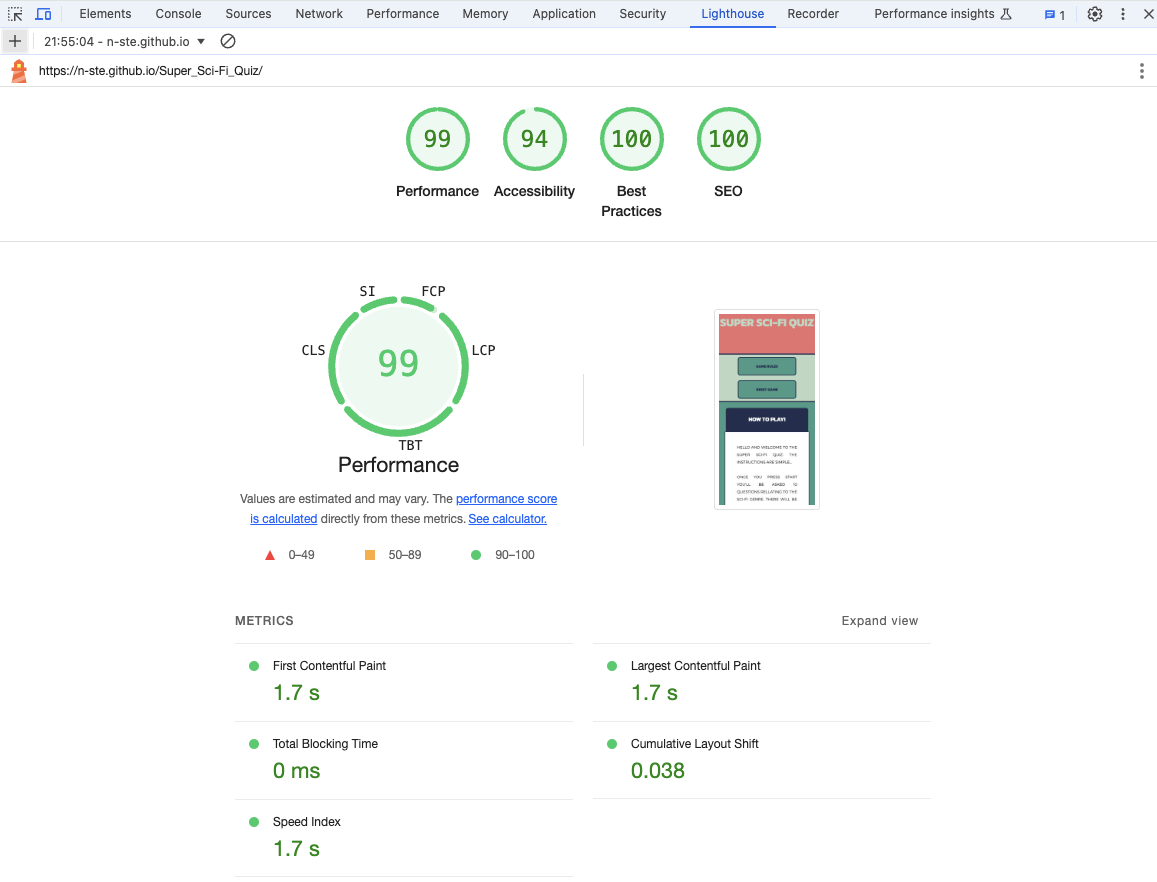 Elements Console Sources Network Performance Memory Application Security Lighthouse Recorder Performance insights 1
21:55:04 - n-ste.github.io
https://n-ste.github.io/Super_Sci-Fi_Quiz/
99 94 100 100
Performance Accessibility Best Practices SEO
SI FCP
CLS LCP
99
TBT
Performance
Values are estimated and may vary. The performance score
is calculated directly from these metrics. See calculator.
0–49 50–89 90–100
SUPER SCI-FI QUIZ
HOW TO PLAY!
HELLO AND WELCOME TO THE
SUPER SCI-FI QUIZ. THE
INSTRUCTIONS ARE SIMPLE...
ONCE YOU PRESS START
YOU'LL BE ASKED 10
QUESTIONS RELLATING TO THE
SCI-FI GENRE. THERE WILL BE
METRICS Expand view
First Contentful Paint
1.7 s
Largest Contentful Paint
1.7 s
Total Blocking Time
0 ms
Cumulative Layout Shift
0.038
Speed Index
1.7 s